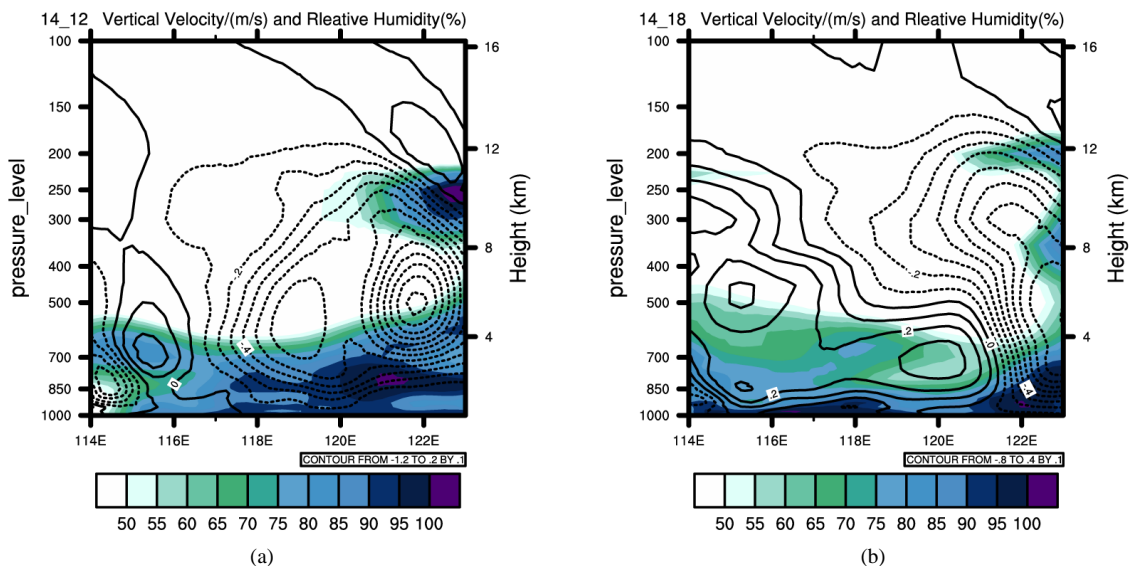 14_12 Vertical Velocity/(m/s) and Rleative Humidity(%)
100
150
200
250
300
400
500
700
850
1000
pressure_level
16
12
8
4
Height (km)
.2
.4
0
114E 116E 118E 120E 122E
CONTOUR FROM -1.2 TO .2 BY .1
50 55 60 65 70 75 80 85 90 95 100
(a)
14_18 Vertical Velocity/(m/s) and Rleative Humidity(%)
100
150
200
250
300
400
500
700
850
1000
pressure_level
16
12
8
4
Height (km)
.2
.2
.0
.2
-.4
114E 116E 118E 120E 122E
CONTOUR FROM -.8 TO .4 BY .1
50 55 60 65 70 75 80 85 90 95 100
(b)